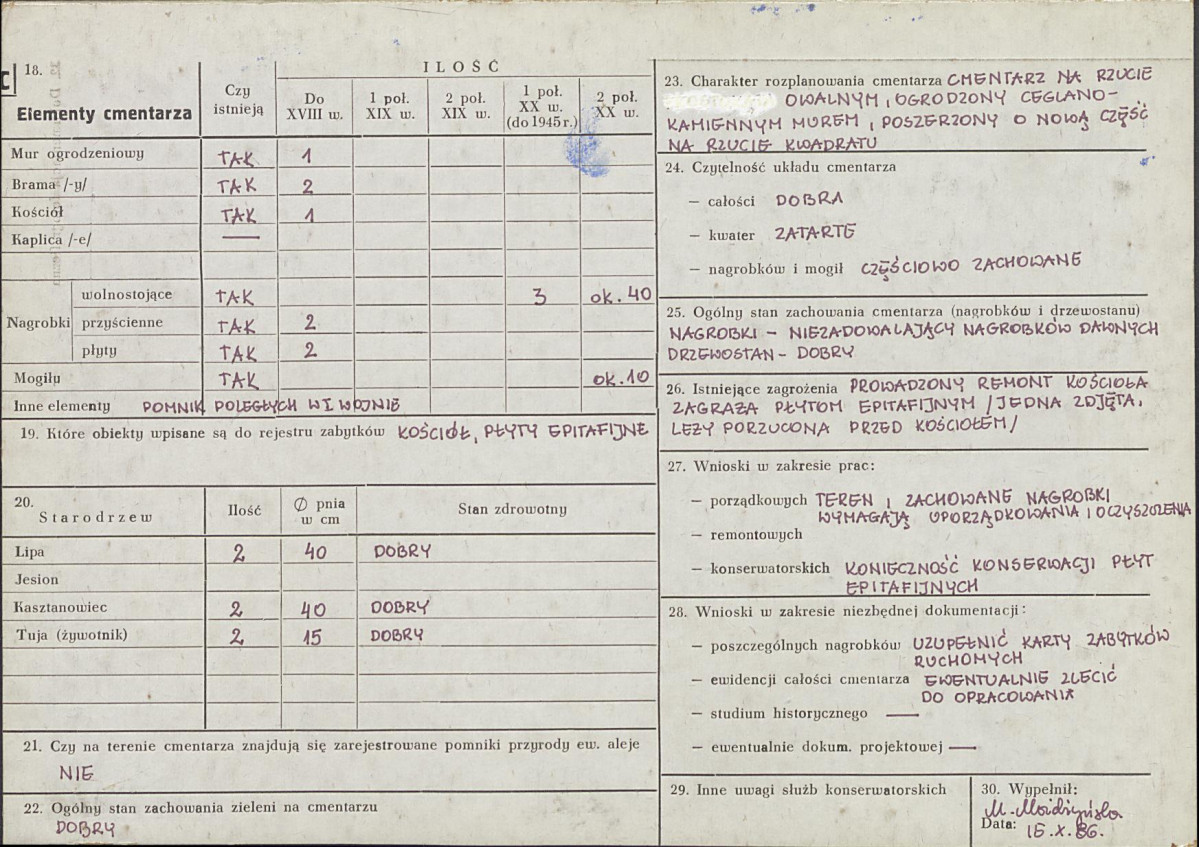 18.
Elementy cmentarza
Czy istnieją
ILOŚĆ
Do XVIII w.
1 poł. XIX w.
2 poł. XIX w.
1 poł. XX w. (do 1945 r.)
2 poł. XX w.
Mur ogrodzeniowy TAK 1
Brama /-y/ TAK 2
Kościół TAK 1
Kaplica /-e/ —
Nagrobki
wolnostojące TAK 3 ok. 40
przyścienne TAK 2
płyty TAK 2
Mogiły TAK ok. 10
Inne elementy POMNIK POLEGŁYCH W I WOJNIE
19. Które obiekty wpisane są do rejestru zabytków KOŚCIÓŁ, PŁYTY EPITAFIJNE
20.
Starodrzew
Ilość
Ø pnia w cm
Stan zdrowotny
Lipa 2 40 DOBRY
Jesion
Kasztanowiec 2 40 DOBRY
Tuja (żywotnik) 2 15 DOBRY
21. Czy na terenie cmentarza znajdują się zarejestrowane pomniki przyrody ew. aleje
NIE
22. Ogólny stan zachowania zieleni na cmentarzu
DOBRY
23. Charakter rozplanowania cmentarza CMENTARZ NA RZUCIE
OWALNYM, OGRODZONY CEGLANO-
KAMIENNYM MUREM, POSZERZONY O NOWĄ CZĘŚĆ
NA RZUCIE KWADRATU
24. Czytelność układu cmentarza
— całości DOBRA
— kwater ZATARTE
— nagrobków i mogił CZĘŚCIOWO ZACHOWANE
25. Ogólny stan zachowania cmentarza (nagrobków i drzewostanu)
NAGROBKI - NIEZADOWALAJĄCY NAGROBKÓW DAWNYCH
DRZEWOSTAN - DOBRY
26. Istniejące zagrożenia PROWADZONY REMONT KOŚCIOŁA
ZAGRAŻA PŁYTOM EPITAFIJNYM /JEDNA ZDJĘTA,
LEŻY PORZUCONA PRZED KOŚCIOŁEM/
27. Wnioski w zakresie prac:
— porządkowych TEREN I ZACHOWANE NAGROBKI
WYMAGAJĄ UPORZĄDKOWANIA I OCZYSZCZENIA
— remontowych
— konserwatorskich KONIECZNOŚĆ KONSERWACJI PŁYT
EPITAFIJNYCH
28. Wnioski w zakresie niezbędnej dokumentacji:
— poszczególnych nagrobków UZUPEŁNIĆ KARTY ZABYTKÓW
RUCHOMYCH
— ewidencji całości cmentarza EWENTUALNIE ZLECIĆ
DO OPRACOWANIA
— studium historycznego —
— ewentualnie dokum. projektowej —
29. Inne uwagi służb konserwatorskich
30. Wypełnił:
M.
Data: 15.X.86.